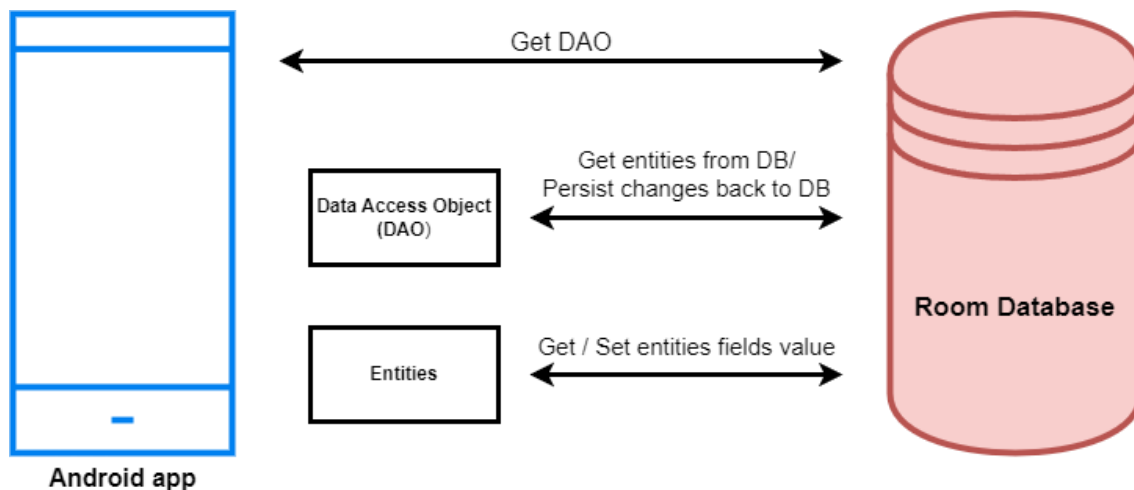 Get DAO
Get entities from DB/
Persist changes back to DB
Data Access Object
(DAO)
Room Database
Get / Set entities fields value
Entities
Android app